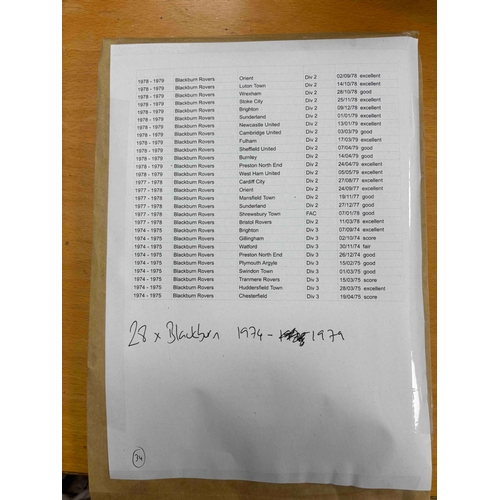 1978 - 1979 Blackburn Rovers Orient Div 2 02/09/78 excellent
1978 - 1979 Blackburn Rovers Luton Town Div 2 14/10/78 excellent
1978 - 1979 Blackburn Rovers Wrexham Div 2 28/10/78 good
1978 - 1979 Blackburn Rovers Stoke City Div 2 25/11/78 excellent
1978 - 1979 Blackburn Rovers Brighton Div 2 09/12/78 excellent
1978 - 1979 Blackburn Rovers Sunderland Div 2 01/01/79 excellent
1978 - 1979 Blackburn Rovers Newcastle United Div 2 13/01/79 excellent
1978 - 1979 Blackburn Rovers Cambridge United Div 2 03/03/79 good
1978 - 1979 Blackburn Rovers Fulham Div 2 17/03/79 excellent
1978 - 1979 Blackburn Rovers Sheffield United Div 2 07/04/79 good
1978 - 1979 Blackburn Rovers Burnley Div 2 14/04/79 good
1978 - 1979 Blackburn Rovers Preston North End Div 2 24/04/79 excellent
1978 - 1979 Blackburn Rovers West Ham United Div 2 05/05/79 excellent
1977 - 1978 Blackburn Rovers Cardiff City Div 2 27/08/77 excellent
1977 - 1978 Blackburn Rovers Orient Div 2 24/09/77 excellent
1977 - 1978 Blackburn Rovers Mansfield Town Div 2 19/11/77 good
1977 - 1978 Blackburn Rovers Sunderland Div 2 27/12/77 good
1977 - 1978 Blackburn Rovers Shrewsbury Town FAC 07/01/78 good
1977 - 1978 Blackburn Rovers Bristol Rovers Div 2 11/03/78 excellent
1974 - 1975 Blackburn Rovers Brighton Div 3 07/09/74 excellent
1974 - 1975 Blackburn Rovers Gillingham Div 3 02/10/74 score
1974 - 1975 Blackburn Rovers Watford Div 3 30/11/74 fair
1974 - 1975 Blackburn Rovers Preston North End Div 3 26/12/74 good
1974 - 1975 Blackburn Rovers Plymouth Argyle Div 3 15/02/75 good
1974 - 1975 Blackburn Rovers Swindon Town Div 3 01/03/75 good
1974 - 1975 Blackburn Rovers Tranmere Rovers Div 3 15/03/75 score
1974 - 1975 Blackburn Rovers Huddersfield Town Div 3 28/03/75 excellent
1974 - 1975 Blackburn Rovers Chesterfield Div 3 19/04/75 score
28 x Blackburn 1974 - 1979
34